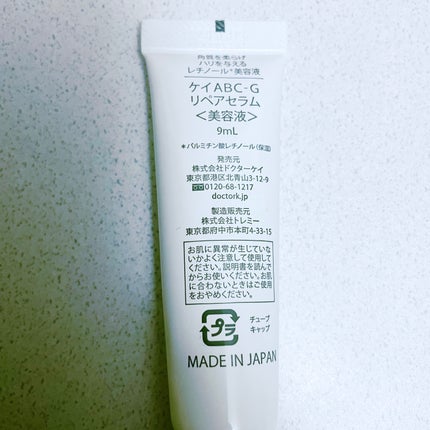 角質を柔らげ
ハリを与える
レチノール*美容液
ケイABC-G
リペアセラム
<美容液>
9mL
*パルミチン酸レチノール(保湿)
発売元
株式会社ドクターケイ
東京都港区北青山3-12-9
0120-68-1217
doctork.jp
製造販売元
株式会社トレミー
東京都府中市本町4-33-15
お肌に異常が生じていな
いかよく注意して使用して
ください。説明書を読んで
からお使いください。お肌
に合わないときはご使用
をおやめください。
プラ
チューブ
キャップ
MADE IN JAPAN